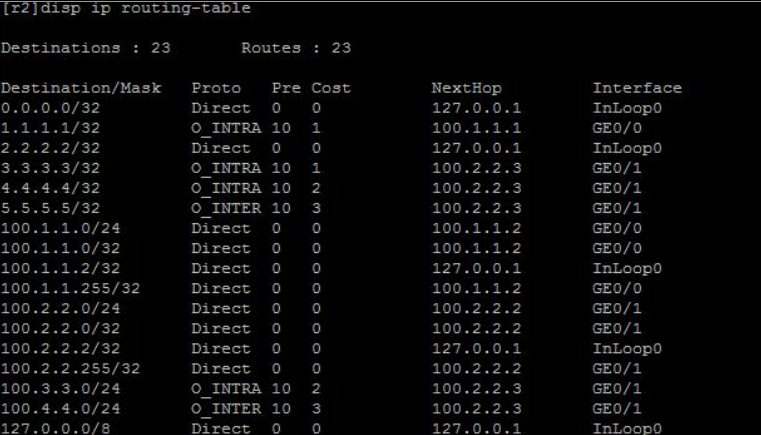 [r2]disp ip routing-table
Destinations : 23 Routes : 23
Destination/Mask Proto Pre Cost NextHop Interface
0.0.0.0/32 Direct 0 0 127.0.0.1 InLoop0
1.1.1.1/32 O_INTRA 10 1 100.1.1.1 GE0/0
2.2.2.2/32 Direct 0 0 127.0.0.1 InLoop0
3.3.3.3/32 O_INTRA 10 1 100.2.2.3 GE0/1
4.4.4.4/32 O_INTRA 10 2 100.2.2.3 GE0/1
5.5.5.5/32 O_INTER 10 3 100.2.2.3 GE0/1
100.1.1.0/24 Direct 0 0 100.1.1.2 GE0/0
100.1.1.0/32 Direct 0 0 100.1.1.2 GE0/0
100.1.1.2/32 Direct 0 0 127.0.0.1 InLoop0
100.1.1.255/32 Direct 0 0 100.1.1.2 GE0/0
100.2.2.0/24 Direct 0 0 100.2.2.2 GE0/1
100.2.2.0/32 Direct 0 0 100.2.2.2 GE0/1
100.2.2.2/32 Direct 0 0 127.0.0.1 InLoop0
100.2.2.255/32 Direct 0 0 100.2.2.2 GE0/1
100.3.3.0/24 O_INTRA 10 2 100.2.2.3 GE0/1
100.4.4.0/24 O_INTER 10 3 100.2.2.3 GE0/1
127.0.0.0/8 Direct 0 0 127.0.0.1 InLoop0